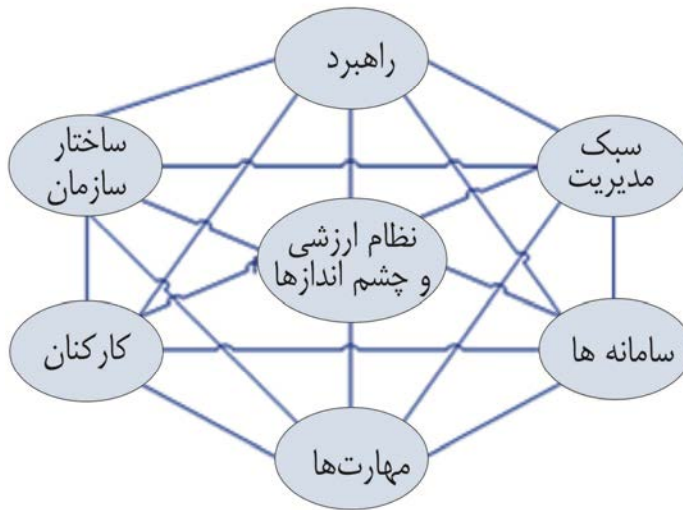 راهبرد
سبک
مدیریت
ساختار
سازمان
نظام ارزشی
و چشم اندازها
سامانه ها
کارکنان
مهارت‌ها